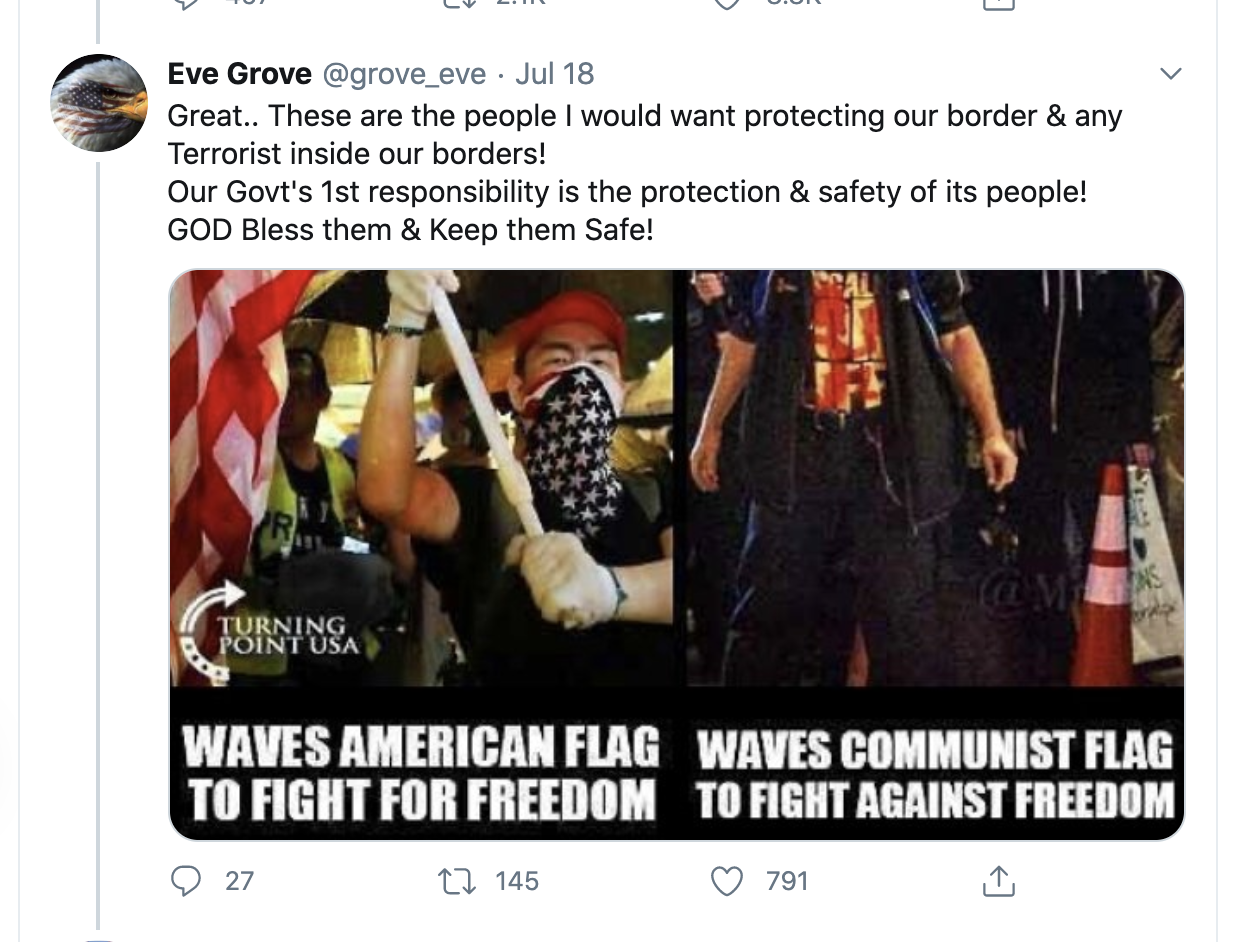 Eve Grove @grove_eve · Jul 18
Great.. These are the people I would want protecting our border & any
Terrorist inside our borders!
Our Govt's 1st responsibility is the protection & safety of its people!
GOD Bless them & Keep them Safe!
TURNING
POINT USA
WAVES AMERICAN FLAG
TO FIGHT FOR FREEDOM
WAVES COMMUNIST FLAG
TO FIGHT AGAINST FREEDOM
27 145 791